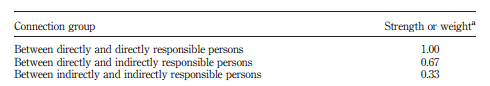 Connection group Strength or weightᵃ
Between directly and directly responsible persons 1.00
Between directly and indirectly responsible persons 0.67
Between indirectly and indirectly responsible persons 0.33